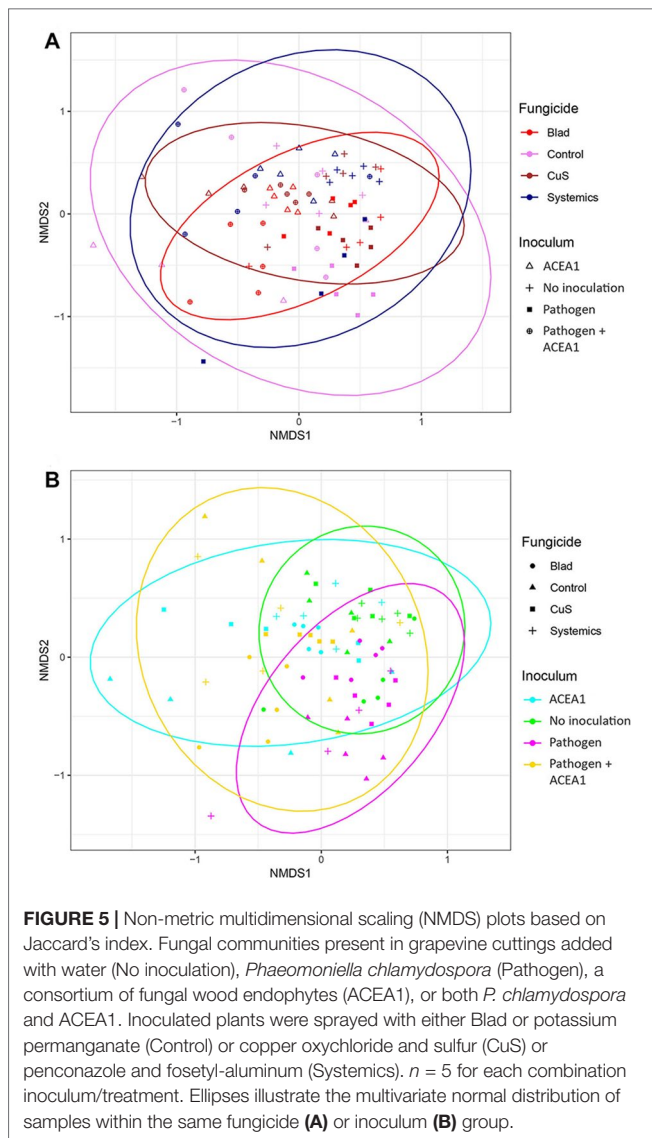 A
1
0
−1
NMDS2
−1
0
1
NMDS1
Fungicide
Blad
Control
CuS
Systemics
Inoculum
ACEA1
No inoculation
Pathogen
Pathogen +
ACEA1
B
1
0
−1
NMDS2
−1
0
1
NMDS1
Fungicide
Blad
Control
CuS
Systemics
Inoculum
ACEA1
No inoculation
Pathogen
Pathogen +
ACEA1
FIGURE 5 | Non-metric multidimensional scaling (NMDS) plots based on
Jaccard's index. Fungal communities present in grapevine cuttings added
with water (No inoculation), Phaeomoniella chlamydospora (Pathogen), a
consortium of fungal wood endophytes (ACEA1), or both P. chlamydospora
and ACEA1. Inoculated plants were sprayed with either Blad or potassium
permanganate (Control) or copper oxychloride and sulfur (CuS) or
penconazole and fosetyl-aluminum (Systemics). n = 5 for each combination
inoculum/treatment. Ellipses illustrate the multivariate normal distribution of
samples within the same fungicide (A) or inoculum (B) group.